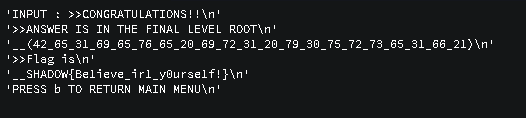 'INPUT : >>CONGRATULATIONS!!\n'
'>>ANSWER IS IN THE FINAL LEVEL ROOT\n'
'__(42_65_31_69_65_76_65_20_69_72_31_20_79_30_75_72_73_65_31_66_21)\n'
'>>Flag is\n'
'__SHADOW{Be1ieve_ir1_y0urse1f!}\n'
'PRESS b TO RETURN MAIN MENU\n'